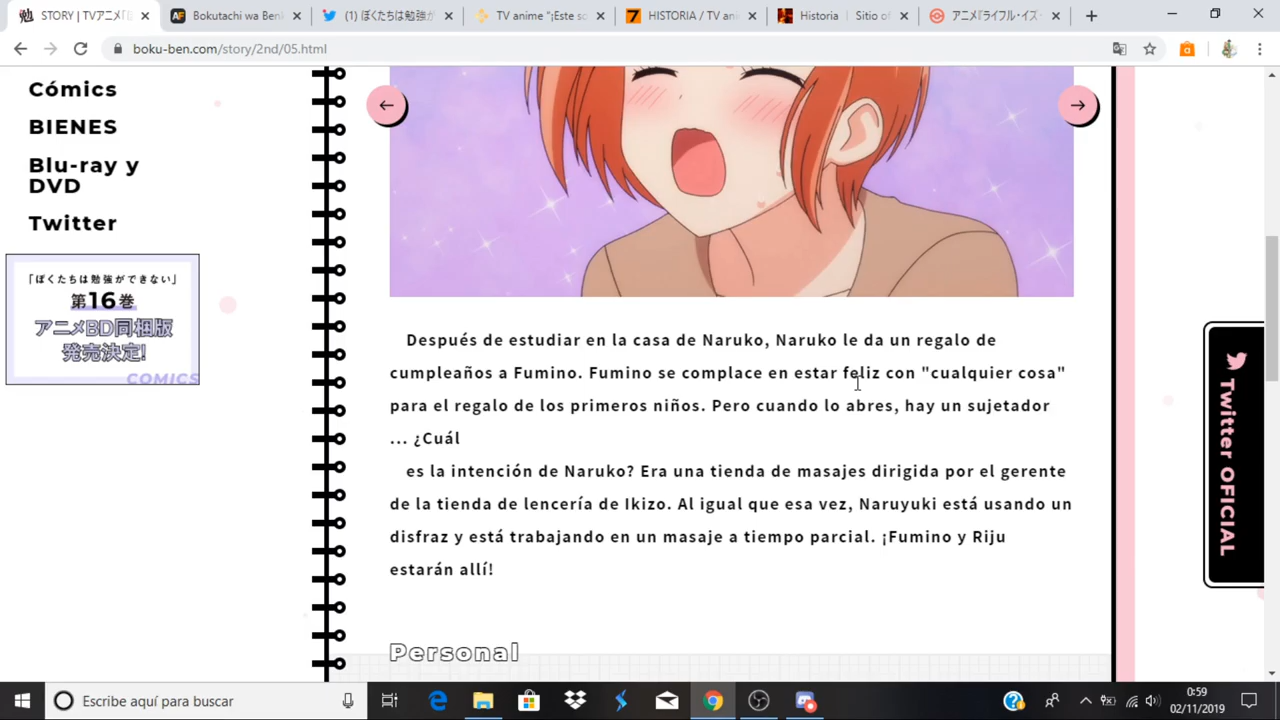 STORY | TVアニメ『
Bokutachi wa Benk
(1) ぼくたちは勉強が
TV anime "¡Este sc
HISTORIA / TV an
Historia | Sitio of
アニメ『ライフル・イズ・
boku-ben.com/story/2nd/05.html
Cómics
BIENES
Blu-ray y
DVD
Twitter
「ぼくたちは勉強ができない」
第16巻
アニメBD同梱版
発売決定!
COMICS
Después de estudiar en la casa de Naruko, Naruko le da un regalo de
cumpleaños a Fumino. Fumino se complace en estar feliz con "cualquier cosa"
para el regalo de los primeros niños. Pero cuando lo abres, hay un sujetador
... ¿Cuál
es la intención de Naruko? Era una tienda de masajes dirigida por el gerente
de la tienda de lencería de Ikizo. Al igual que esa vez, Naruyuki está usando un
disfraz y está trabajando en un masaje a tiempo parcial. ¡Fumino y Riju
estarán allí!
Personal
Twitter OFICIAL
Escribe aquí para buscar
0:59
02/11/2019